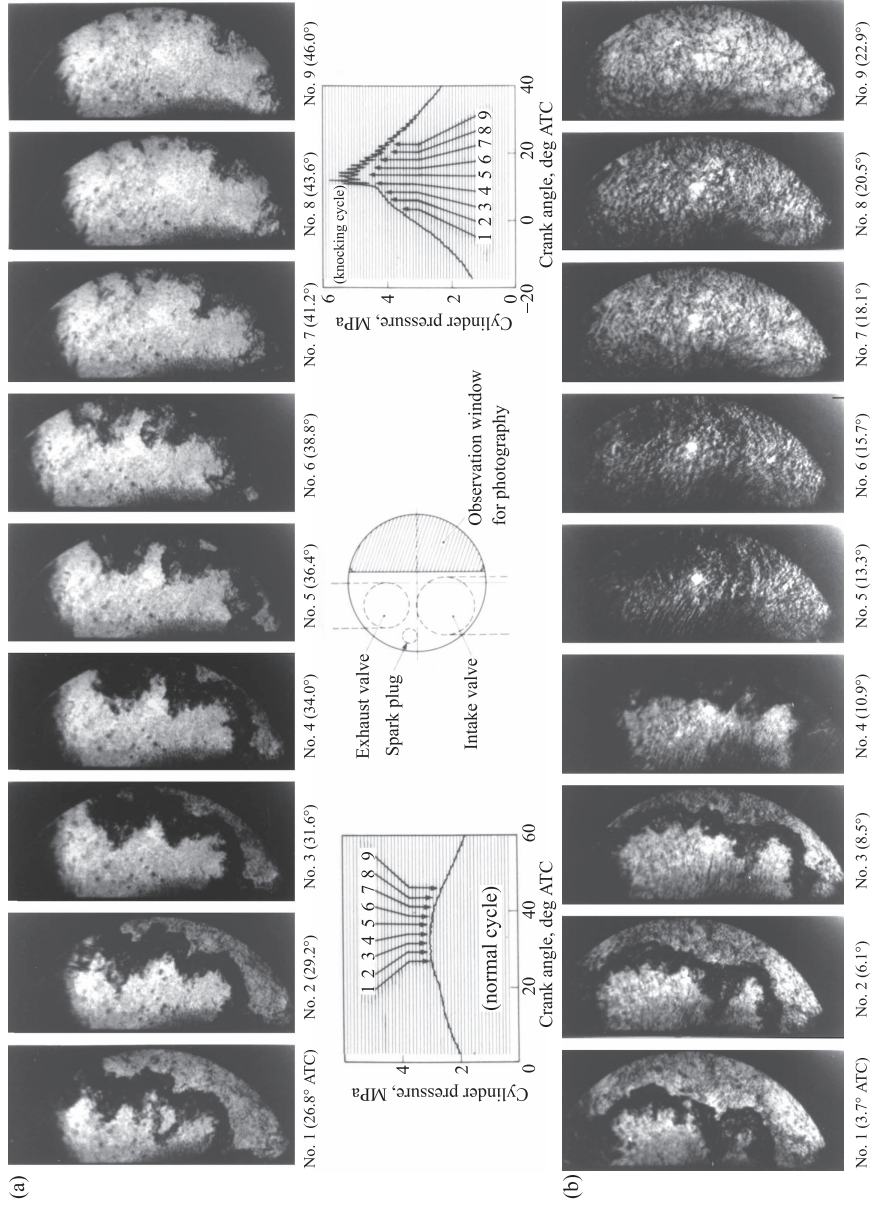 (a)
No. 1 (26.8° ATC)
No. 2 (29.2°)
No. 3 (31.6°)
No. 4 (34.0°)
No. 5 (36.4°)
No. 6 (38.8°)
No. 7 (41.2°)
No. 8 (43.6°)
No. 9 (46.0°)
Cylinder pressure, MPa
4
2
0
1 2 3 4 5 6 7 8 9
(normal cycle)
0
20
40
60
Crank angle, deg ATC
Exhaust valve
Spark plug
Intake valve
Observation window
for photography
Cylinder pressure, MPa
6
4
2
0
(knocking cycle)
1 2 3 4 5 6 7 8 9
−20
0
20
40
Crank angle, deg ATC
(b)
No. 1 (3.7° ATC)
No. 2 (6.1°)
No. 3 (8.5°)
No. 4 (10.9°)
No. 5 (13.3°)
No. 6 (15.7°)
No. 7 (18.1°)
No. 8 (20.5°)
No. 9 (22.9°)